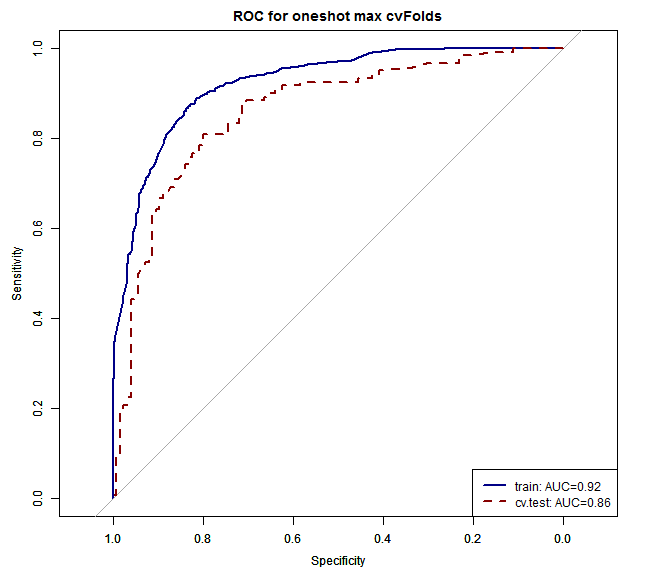 ROC for oneshot max cvFolds
Sensitivity
1.0
0.8
0.6
0.4
0.2
0.0
train: AUC=0.92
cv.test: AUC=0.86
1.0 0.8 0.6 0.4 0.2 0.0
Specificity